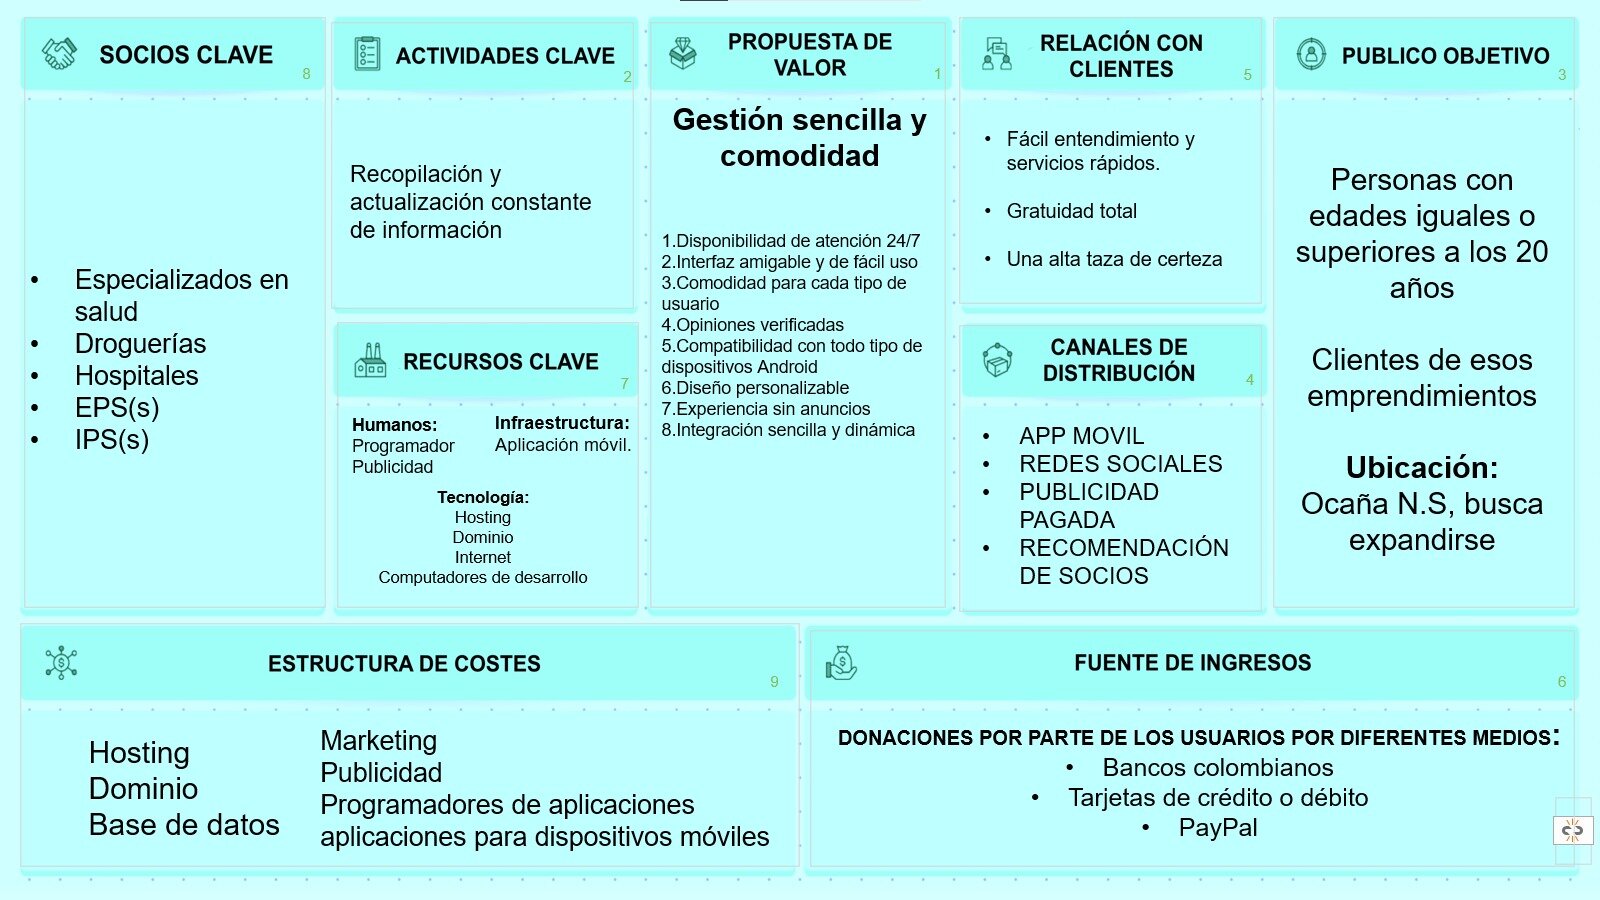 SOCIOS CLAVE
8
Especializados en
salud
Droguerías
Hospitales
EPS(s)
IPS(s)
ACTIVIDADES CLAVE
2
Recopilación y
actualización constante
de información
RECURSOS CLAVE
7
Humanos:
Programador
Publicidad
Infraestructura:
Aplicación móvil.
Tecnología:
Hosting
Dominio
Internet
Computadores de desarrollo
PROPUESTA DE
VALOR
1
Gestión sencilla y
comodidad
1.Disponibilidad de atención 24/7
2.Interfaz amigable y de fácil uso
3.Comodidad para cada tipo de
usuario
4.Opiniones verificadas
5.Compatibilidad con todo tipo de
dispositivos Android
6.Diseño personalizable
7.Experiencia sin anuncios
8.Integración sencilla y dinámica
RELACIÓN CON
CLIENTES
5
Fácil entendimiento y
servicios rápidos.
Gratuidad total
Una alta taza de certeza
CANALES DE
DISTRIBUCIÓN
4
APP MOVIL
REDES SOCIALES
PUBLICIDAD
PAGADA
RECOMENDACIÓN
DE SOCIOS
PUBLICO OBJETIVO
3
Personas con
edades iguales o
superiores a los 20
años
Clientes de esos
emprendimientos
Ubicación:
Ocaña N.S, busca
expandirse
ESTRUCTURA DE COSTES
9
Hosting
Dominio
Base de datos
Marketing
Publicidad
Programadores de aplicaciones
aplicaciones para dispositivos móviles
FUENTE DE INGRESOS
6
DONACIONES POR PARTE DE LOS USUARIOS POR DIFERENTES MEDIOS:
Bancos colombianos
Tarjetas de crédito o débito
PayPal